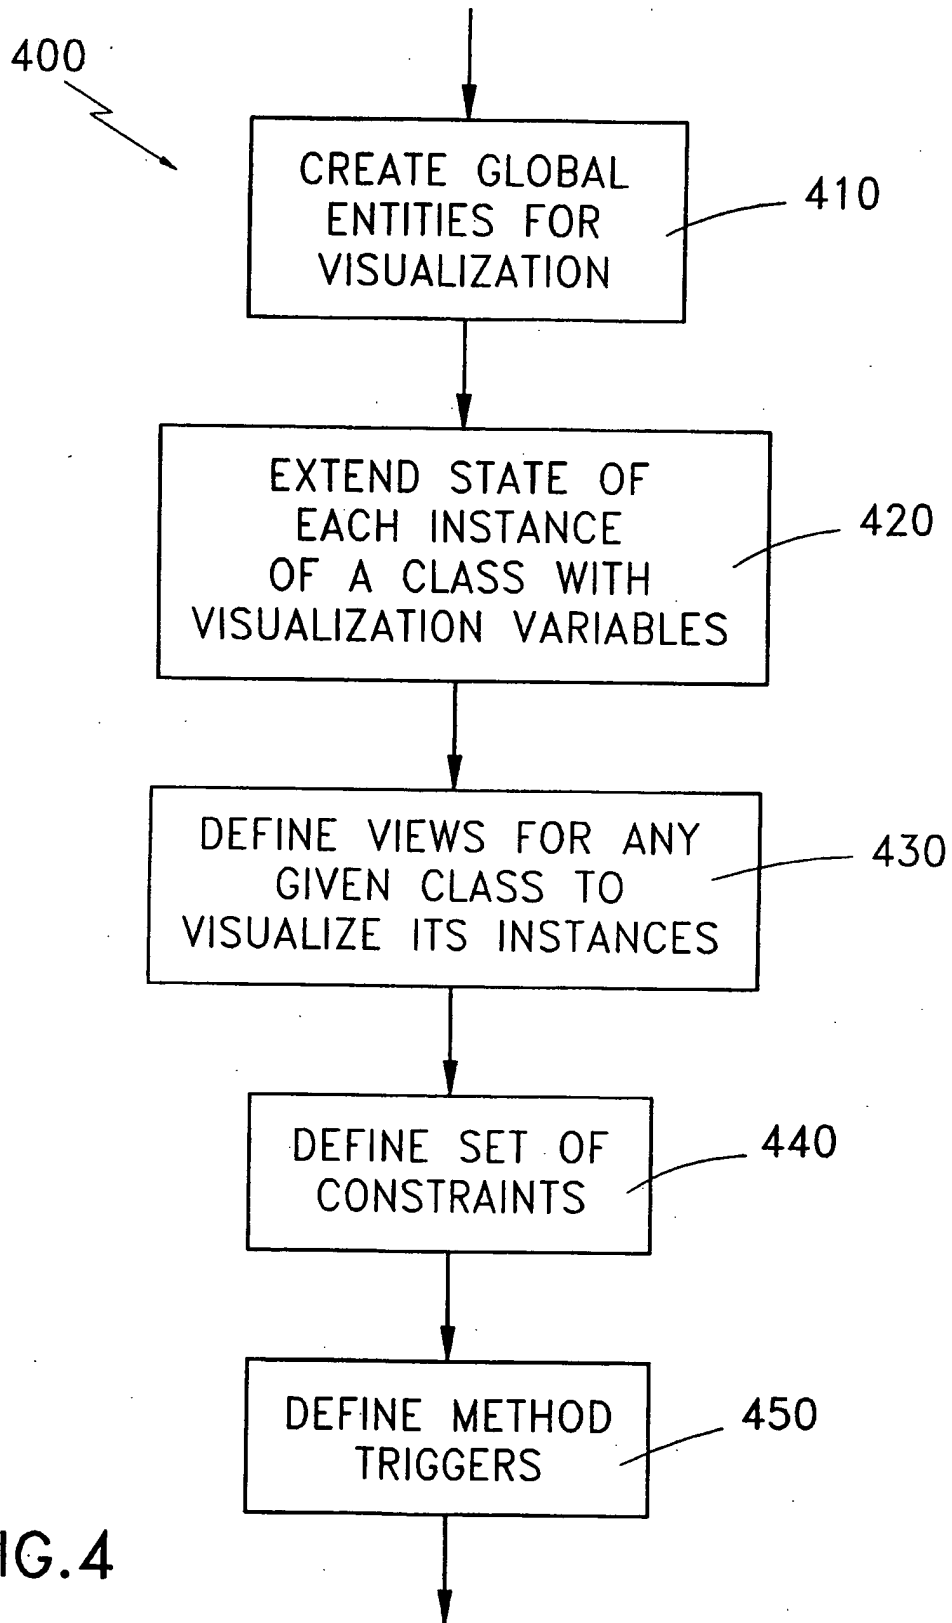 400
CREATE GLOBAL
ENTITIES FOR
VISUALIZATION
410
EXTEND STATE OF
EACH INSTANCE
OF A CLASS WITH
VISUALIZATION VARIABLES
420
DEFINE VIEWS FOR ANY
GIVEN CLASS TO
VISUALIZE ITS INSTANCES
430
DEFINE SET OF
CONSTRAINTS
440
DEFINE METHOD
TRIGGERS
450
IG.4